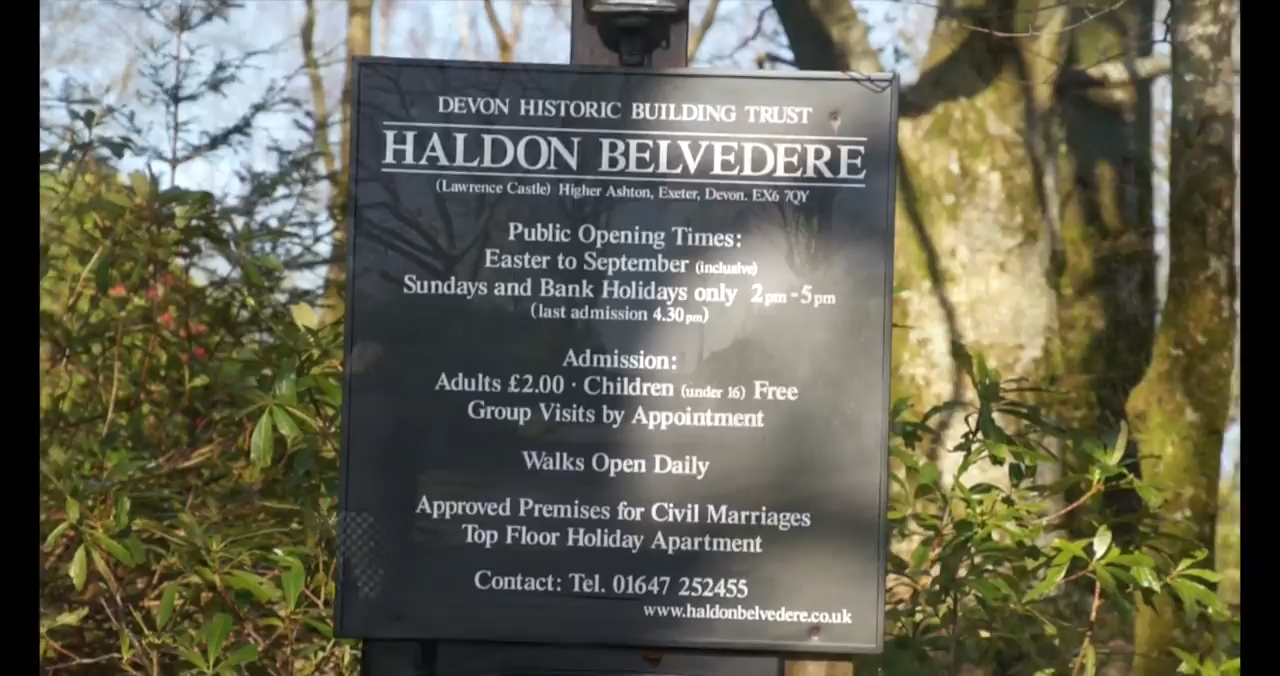 DEVON HISTORIC BUILDING TRUST
HALDON BELVEDERE
(Lawrence Castle) Higher Ashton, Exeter, Devon. EX6 7QY
Public Opening Times:
Easter to September (inclusive)
Sundays and Bank Holidays only 2pm - 5pm
(last admission 4.30pm)
Admission:
Adults £2.00 · Children (under 16) Free
Group Visits by Appointment
Walks Open Daily
Approved Premises for Civil Marriages
Top Floor Holiday Apartment
Contact: Tel. 01647 252455
www.haldonbelvedere.co.uk